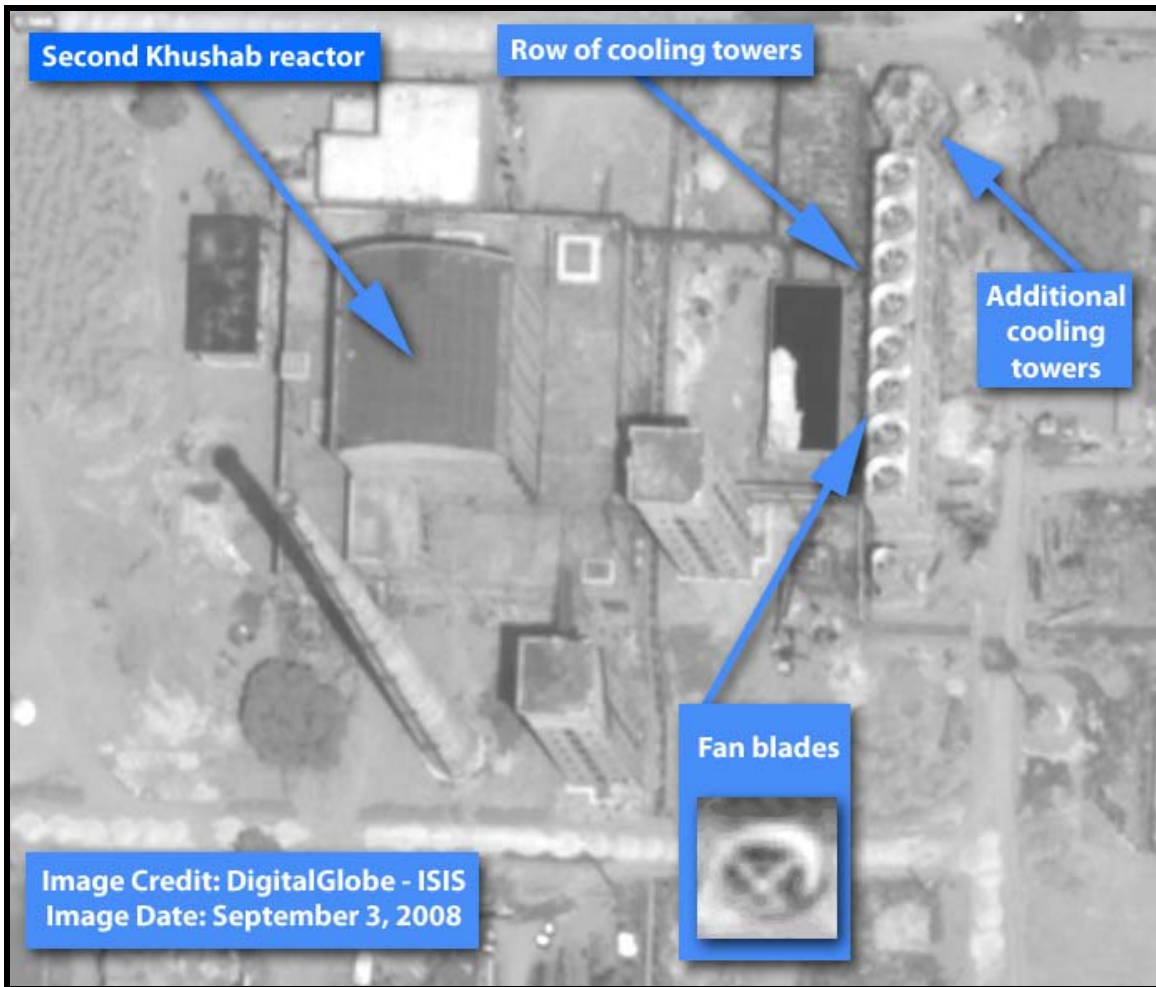 Second Khushab reactor
Row of cooling towers
Additional
cooling
towers
Fan blades
Image Credit: DigitalGlobe - ISIS
Image Date: September 3, 2008